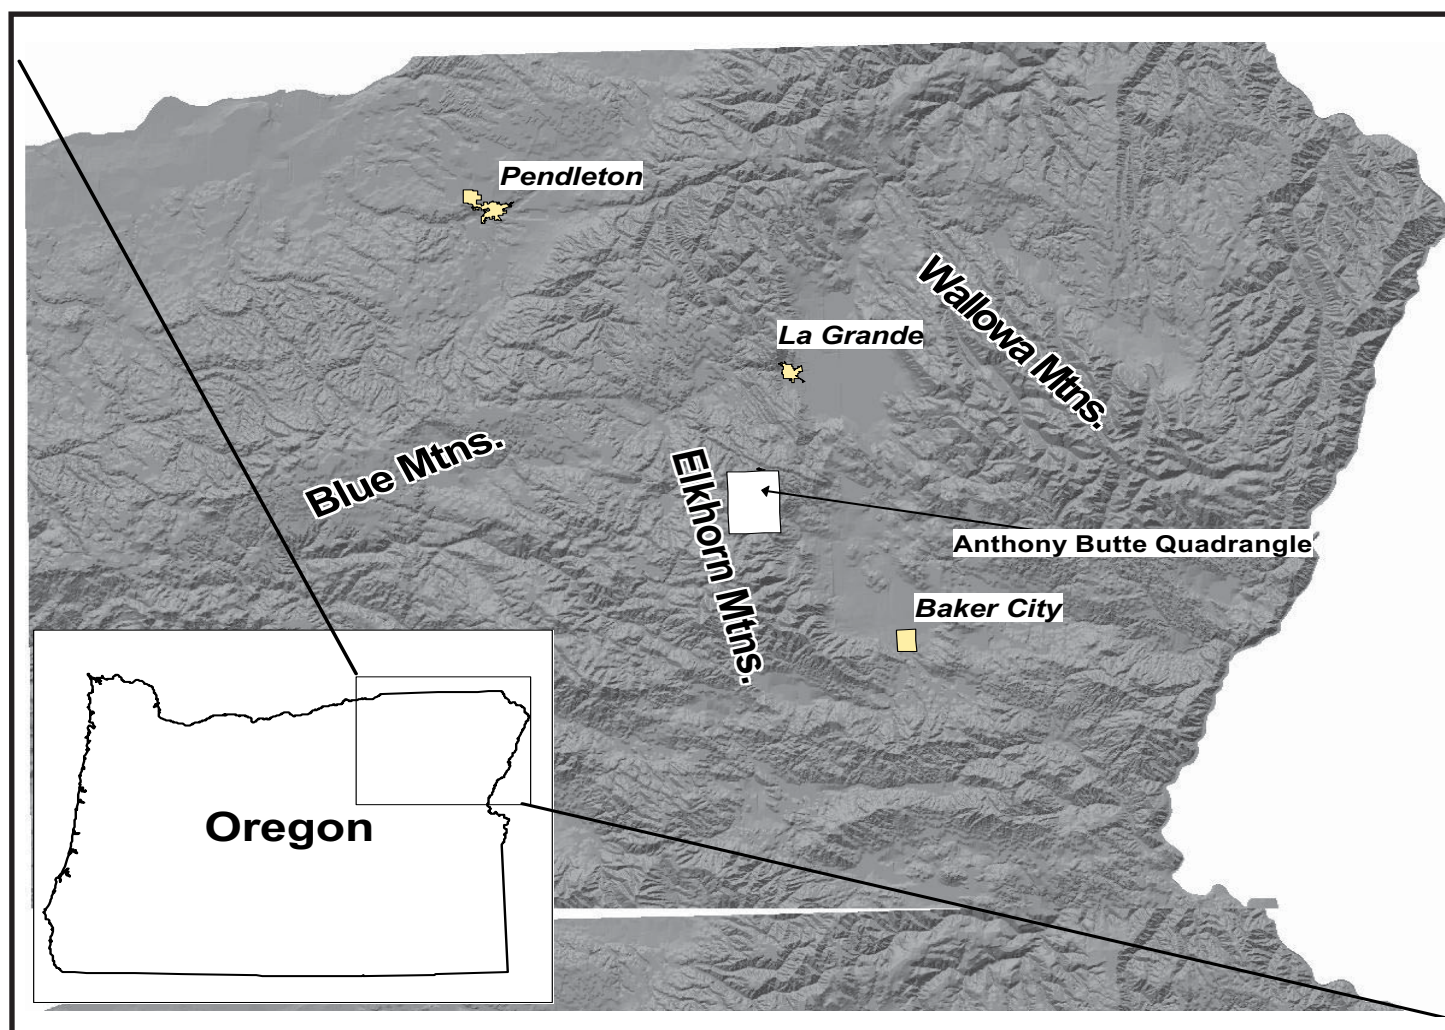 Pendleton
Wallowa Mtns.
La Grande
Blue Mtns.
Elkhorn Mtns.
Anthony Butte Quadrangle
Baker City
Oregon